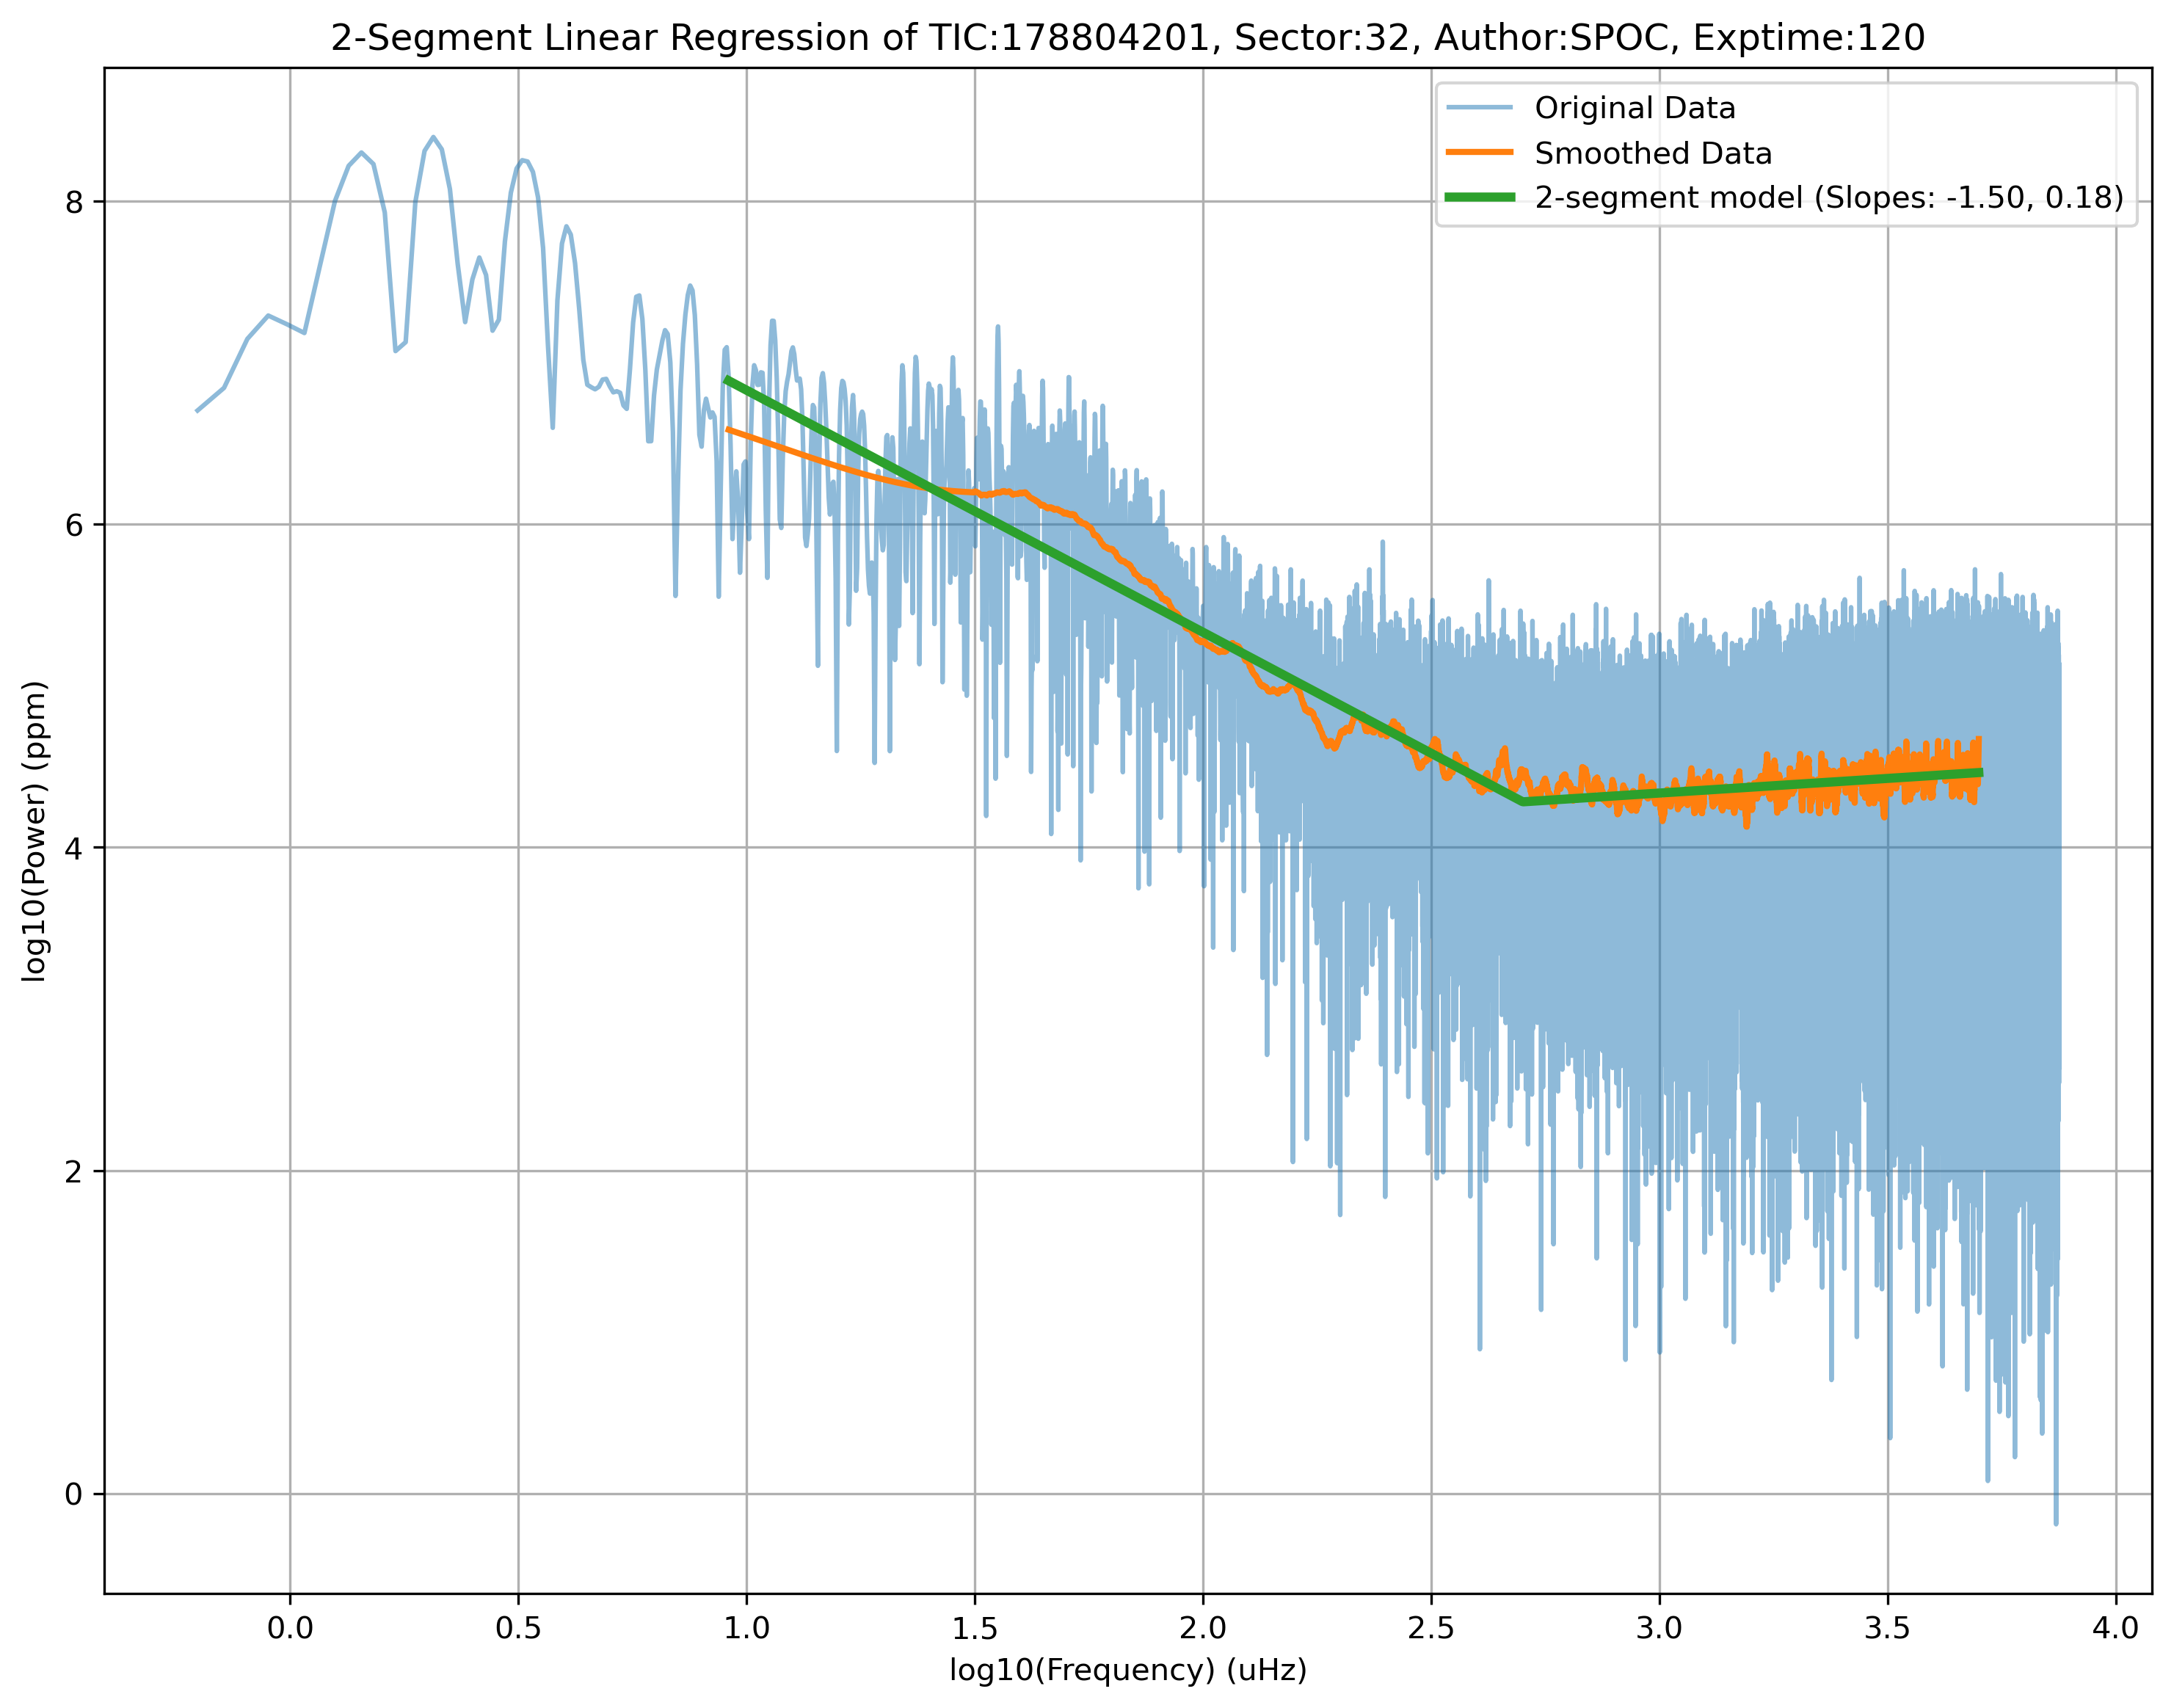 2-Segment Linear Regression of TIC:178804201, Sector:32, Author:SPOC, Exptime:120
Original Data
Smoothed Data
2-segment model (Slopes: -1.50, 0.18)
log10(Power) (ppm)
8
6
4
2
0
0.0 0.5 1.0 1.5 2.0 2.5 3.0 3.5 4.0
log10(Frequency) (uHz)